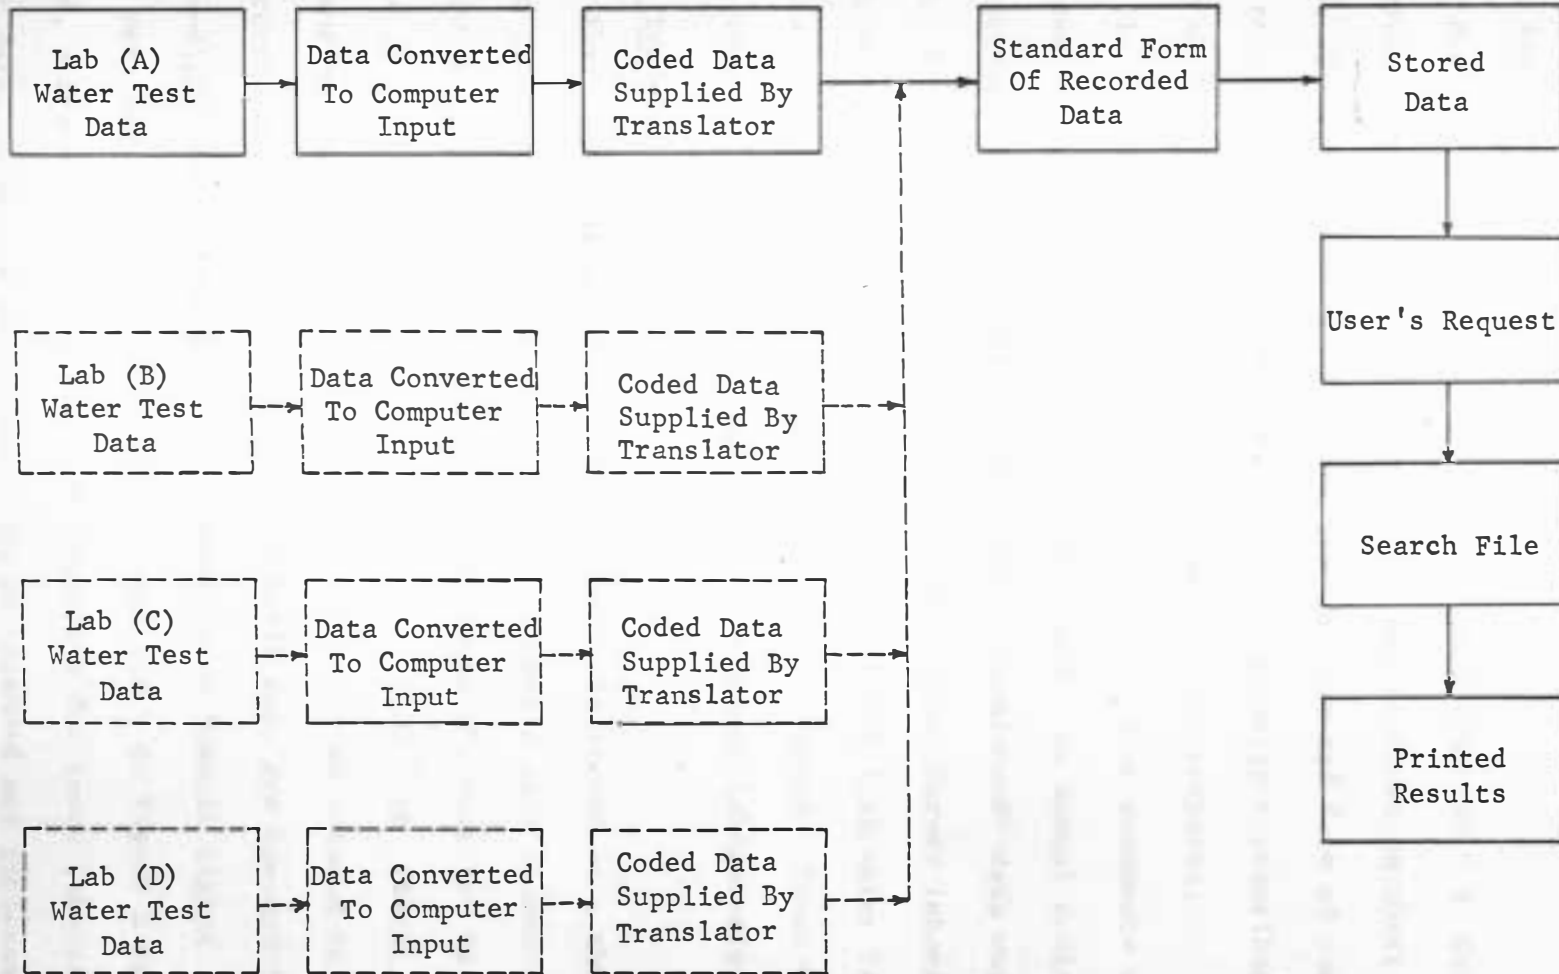 Lab (A)
Water Test
Data
Data Converted
To Computer
Input
Coded Data
Supplied By
Translator
Standard Form
Of Recorded
Data
Stored
Data
User's Request
Search File
Printed
Results
Lab (B)
Water Test
Data
Data Converted
To Computer
Input
Coded Data
Supplied By
Translator
Lab (C)
Water Test
Data
Data Converted
To Computer
Input
Coded Data
Supplied By
Translator
Lab (D)
Water Test
Data
Data Converted
To Computer
Input
Coded Data
Supplied By
Translator